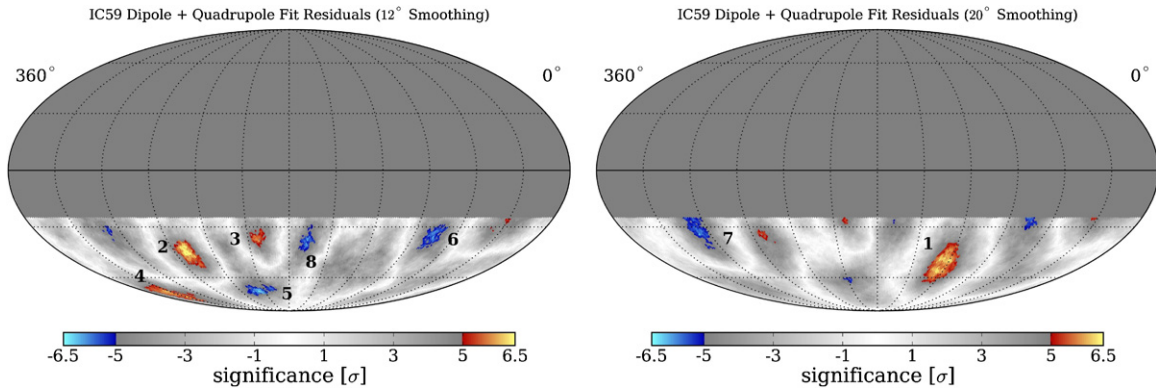 IC59 Dipole + Quadrupole Fit Residuals (12° Smoothing)
360°
0°
2
3
8
6
4
5
-6.5 -5 -3 -1 1 3 5 6.5
significance [σ]
IC59 Dipole + Quadrupole Fit Residuals (20° Smoothing)
360°
0°
7
1
-6.5 -5 -3 -1 1 3 5 6.5
significance [σ]